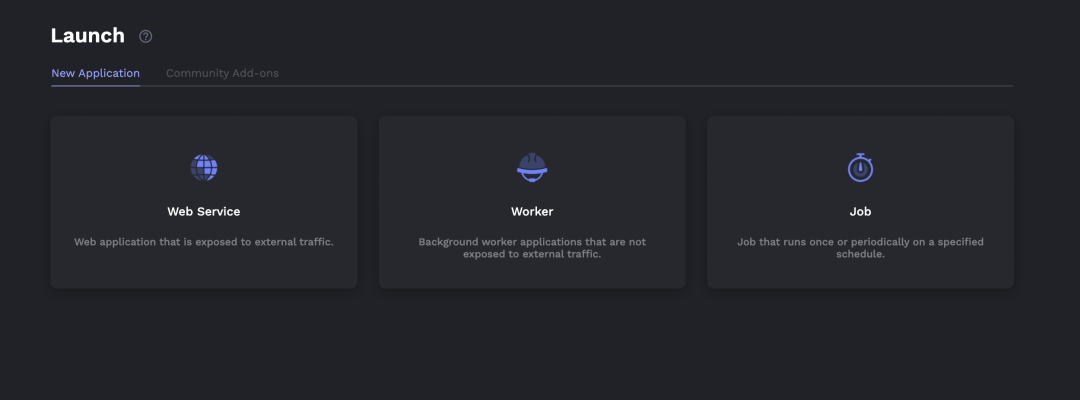 Launch ?
New Application Community Add-ons
Web Service Worker Job
Web application that is exposed to external traffic.
Background worker applications that are not
exposed to external traffic.
Job that runs once or periodically on a specified
schedule.